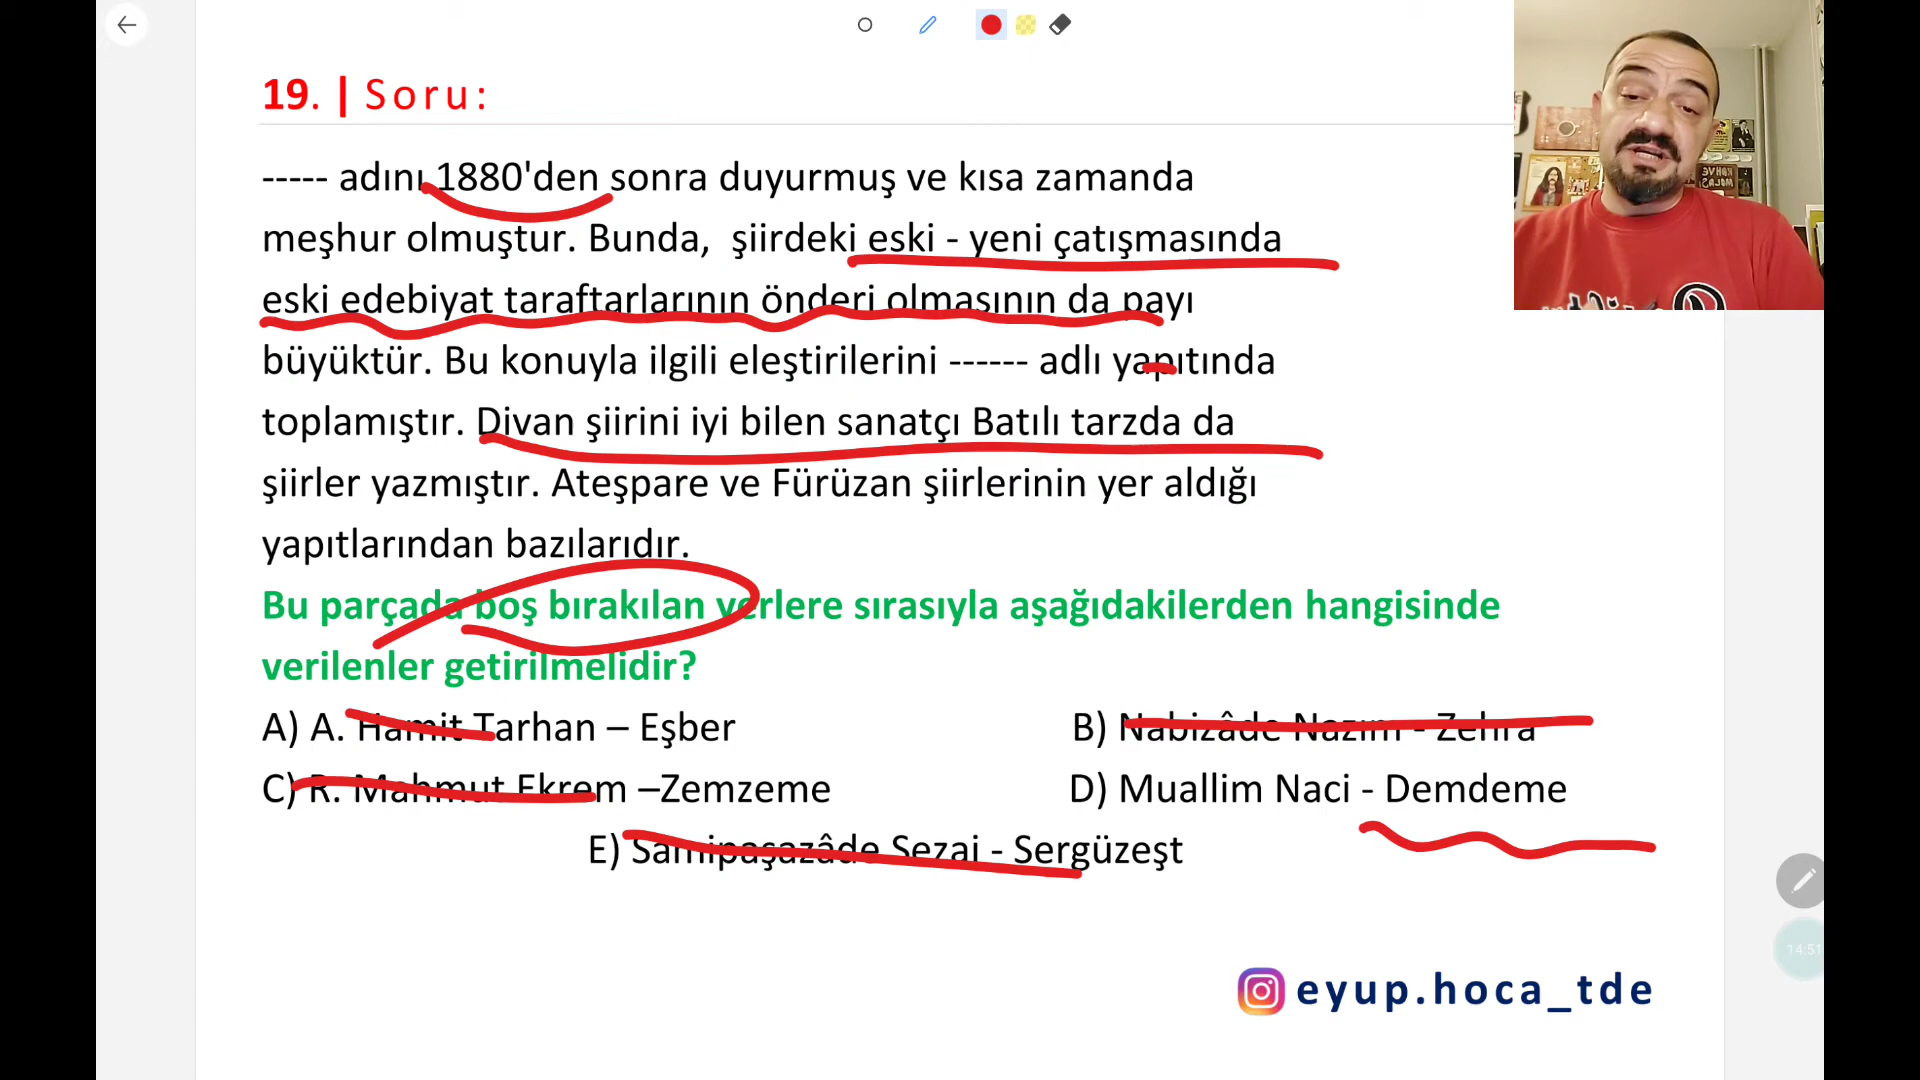 19. | Soru:
----- adını 1880'den sonra duyurmuş ve kısa zamanda
meşhur olmuştur. Bunda, şiirdeki eski - yeni çatışmasında
eski edebiyat taraftarlarının önderi olmasının da payı
büyüktür. Bu konuyla ilgili eleştirilerini ------ adlı yapıtında
toplamıştır. Divan şiirini iyi bilen sanatçı Batılı tarzda da
şiirler yazmıştır. Ateşpare ve Fürüzan şiirlerinin yer aldığı
yapıtlarından bazılarıdır.
Bu parçada boş bırakılan yerlere sırasıyla aşağıdakilerden hangisinde
verilenler getirilmelidir?
A) A. Hamit Tarhan – Eşber
B) Nabizâde Nazım - Zehra
C) R. Mahmut Ekrem –Zemzeme
D) Muallim Naci - Demdeme
E) Samipaşazâde Sezai - Sergüzeşt
14:51
eyup.hoca_tde